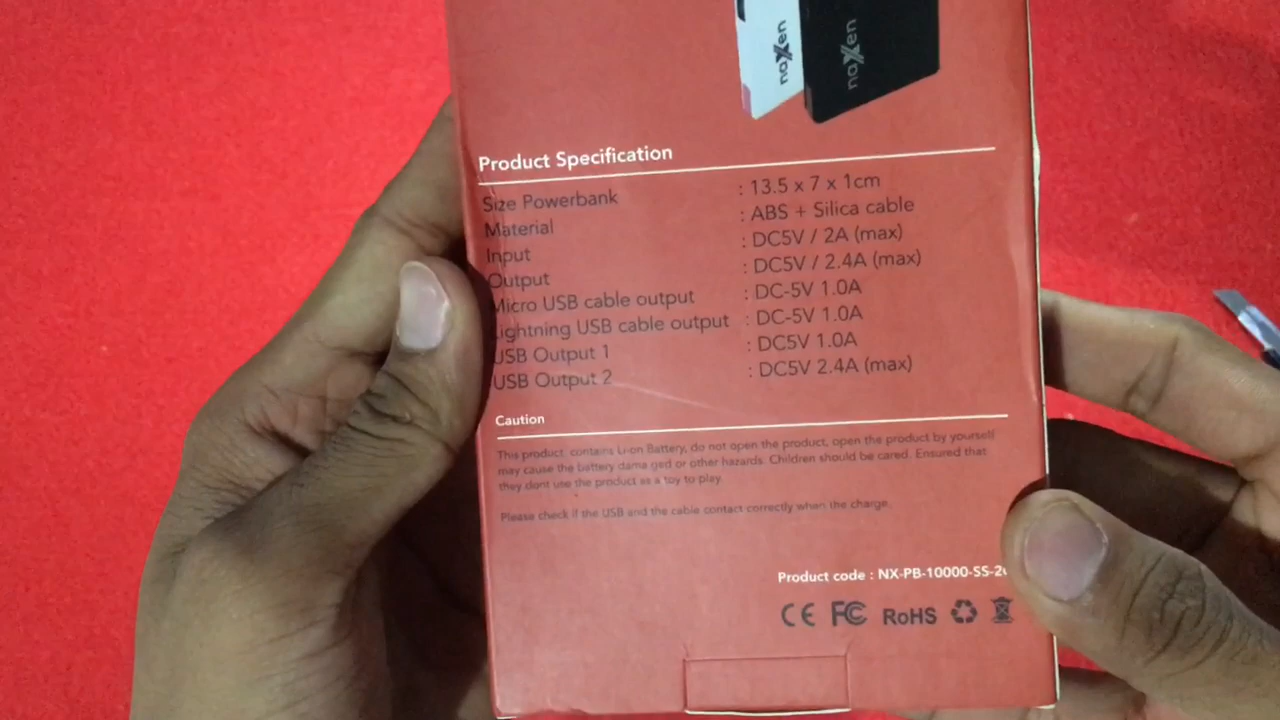 naXen
naXen
Product Specification
Size Powerbank : 13.5 x 7 x 1cm
Material : ABS + Silica cable
Input : DC5V / 2A (max)
Output : DC5V / 2.4A (max)
Micro USB cable output : DC-5V 1.0A
Lightning USB cable output : DC-5V 1.0A
USB Output 1 : DC5V 1.0A
USB Output 2 : DC5V 2.4A (max)
Caution
This product contains Li-on Battery, do not open the product, open the product by yourself
may cause the battery dama ged or other hazards. Children should be cared. Ensured that
they dont use the product as a toy to play.
Please check if the USB and the cable contact correctly when the charge.
Product code : NX-PB-10000-SS-2
CE FC RoHS